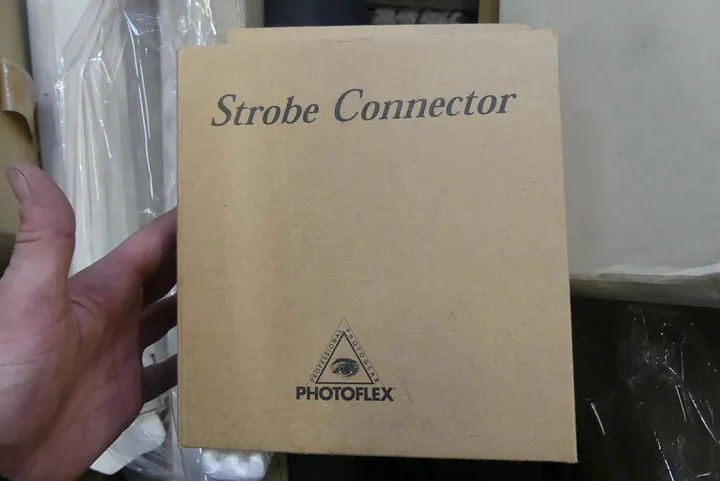 Strobe Connector
PROFESSIONAL PHOTOGEAR
PHOTOFLEX